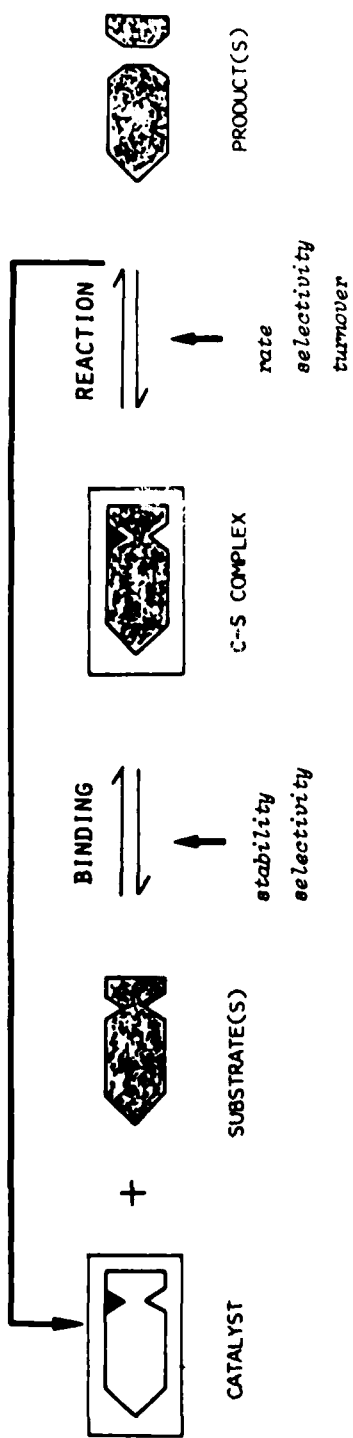 BINDING
REACTION
+
CATALYST
SUBSTRATE(S)
C-S COMPLEX
PRODUCT(S)
stability
selectivity
rate
selectivity
turnover